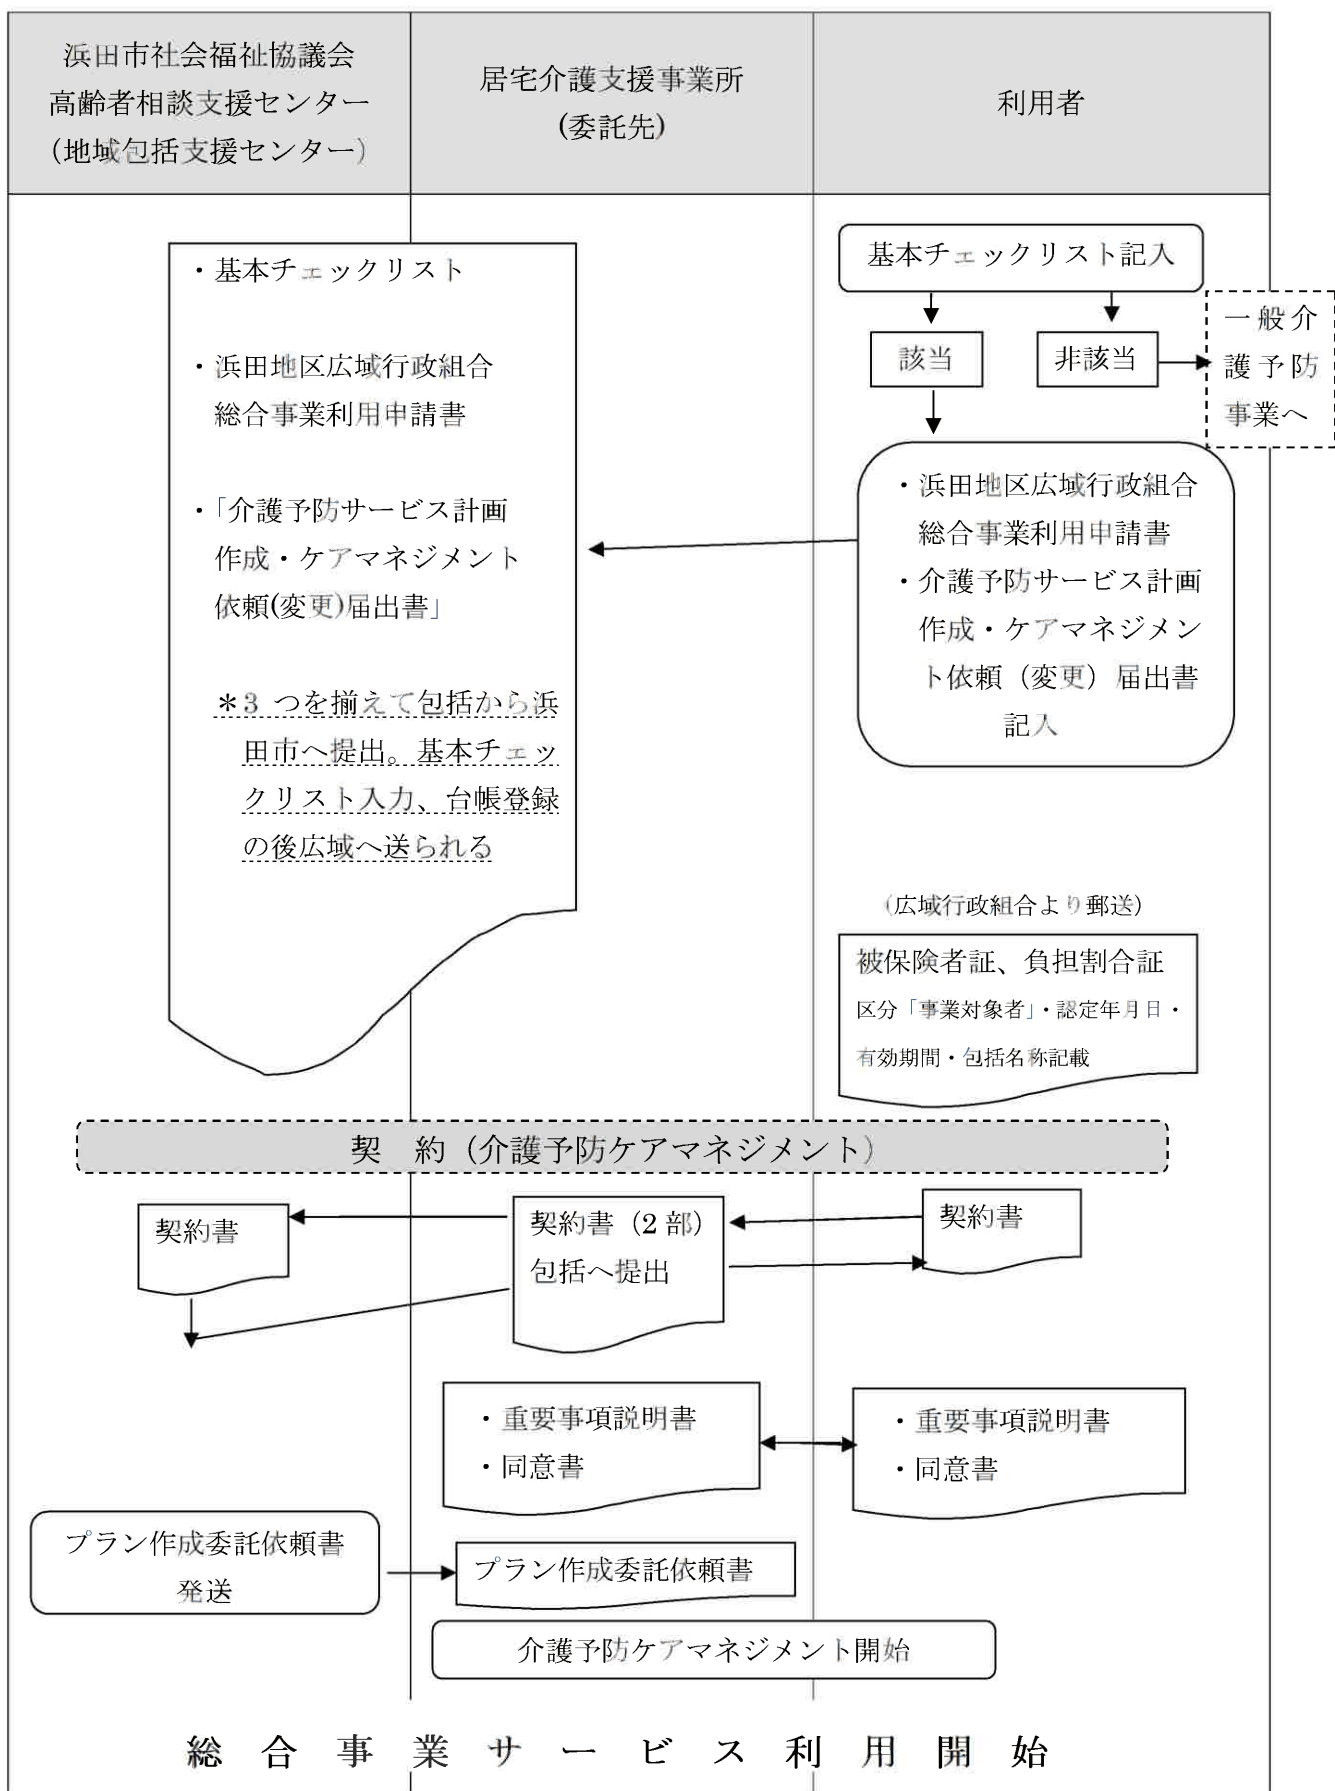 浜田市社会福祉協議会
高齢者相談支援センター
（地域包括支援センター）
居宅介護支援事業所
(委託先)
利用者
基本チェックリスト記入
該当
非該当
一般介
護予防
事業へ
・浜田地区広域行政組合
総合事業利用申請書
・介護予防サービス計画
作成・ケアマネジメン
ト依頼（変更）届出書
記入
・基本チェックリスト
・浜田地区広域行政組合
総合事業利用申請書
・「介護予防サービス計画
作成・ケアマネジメント
依頼(変更)届出書」
＊3 つを揃えて包括から浜
田市へ提出。基本チェッ
クリスト入力、台帳登録
の後広域へ送られる
（広域行政組合より郵送）
被保険者証、負担割合証
区分「事業対象者」・認定年月日・
有効期間・包括名称記載
契　約（介護予防ケアマネジメント）
契約書
契約書（2 部）
包括へ提出
契約書
・重要事項説明書
・同意書
・重要事項説明書
・同意書
プラン作成委託依頼書
発送
プラン作成委託依頼書
介護予防ケアマネジメント開始
総 合 事 業 サ ー ビ ス 利 用 開 始